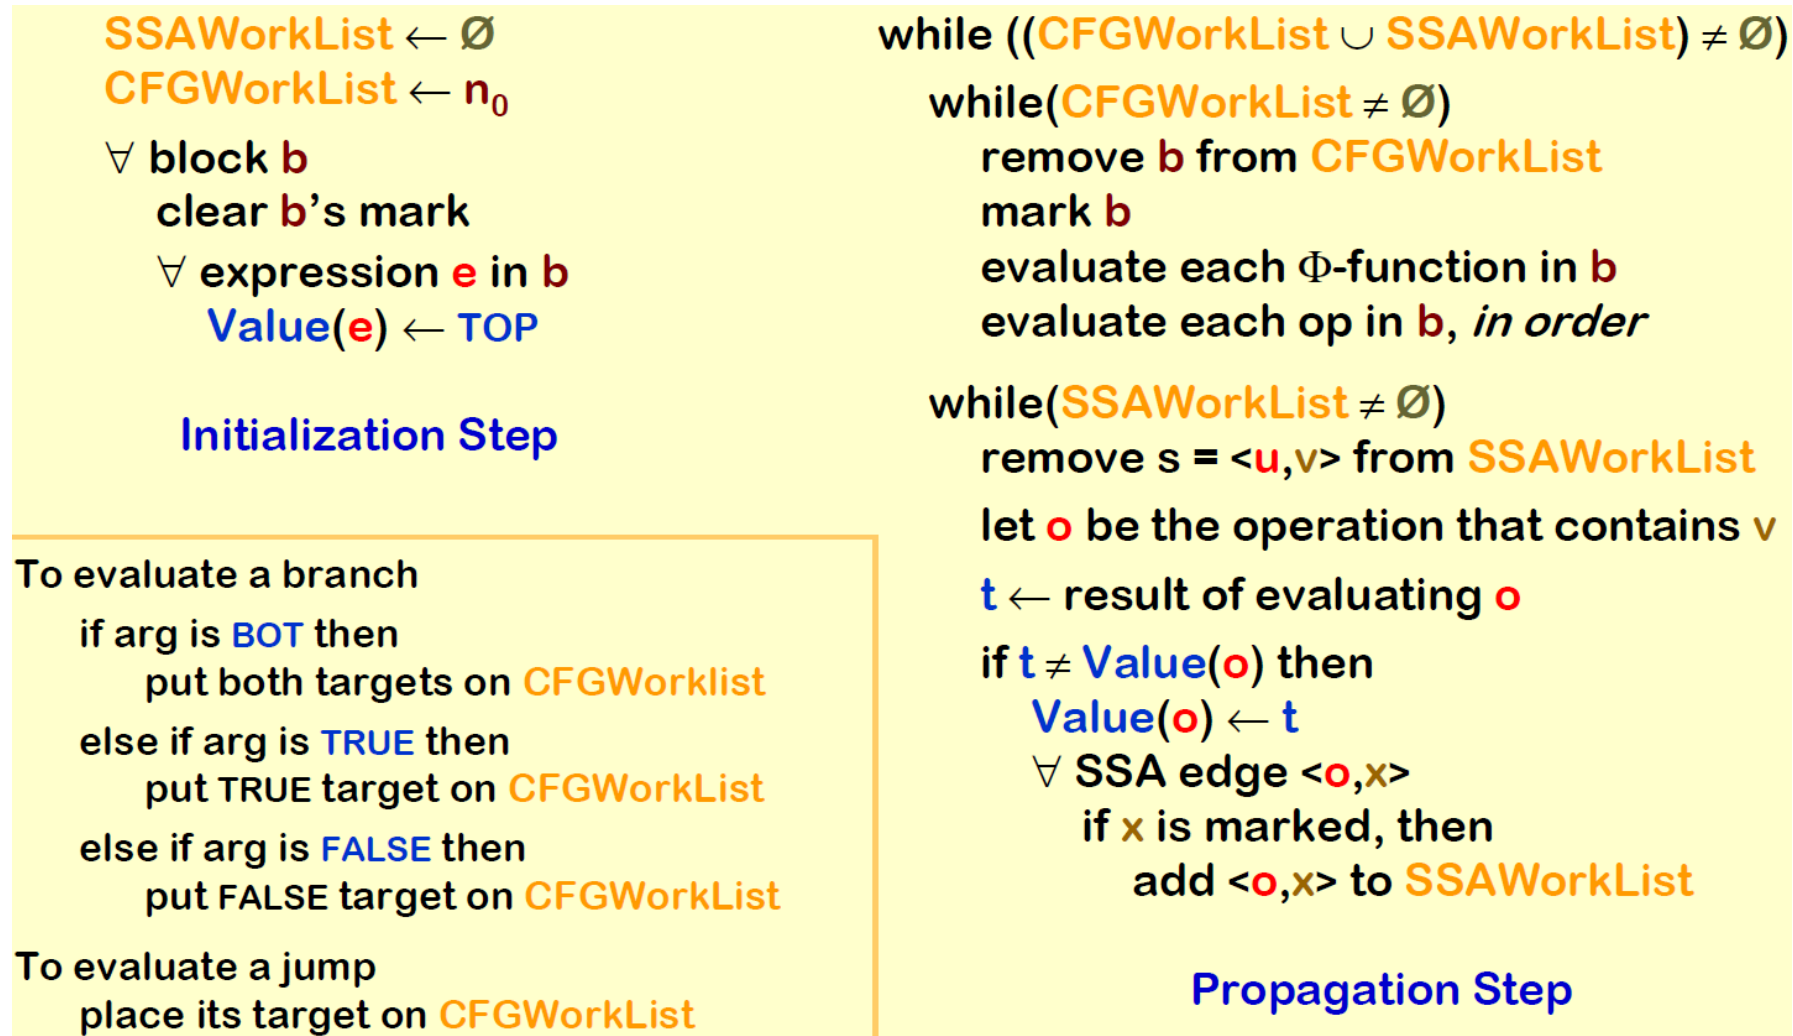 SSAWorkList ← Ø
CFGWorkList ← n₀
∀ block b
clear b's mark
∀ expression e in b
Value(e) ← TOP
Initialization Step
To evaluate a branch
if arg is BOT then
put both targets on CFGWorklist
else if arg is TRUE then
put TRUE target on CFGWorkList
else if arg is FALSE then
put FALSE target on CFGWorkList
To evaluate a jump
place its target on CFGWorkList
while ((CFGWorkList ∪ SSAWorkList) ≠ Ø)
while(CFGWorkList ≠ Ø)
remove b from CFGWorkList
mark b
evaluate each Φ-function in b
evaluate each op in b, in order
while(SSAWorkList ≠ Ø)
remove s = <u,v> from SSAWorkList
let o be the operation that contains v
t ← result of evaluating o
if t ≠ Value(o) then
Value(o) ← t
∀ SSA edge <o,x>
if x is marked, then
add <o,x> to SSAWorkList
Propagation Step